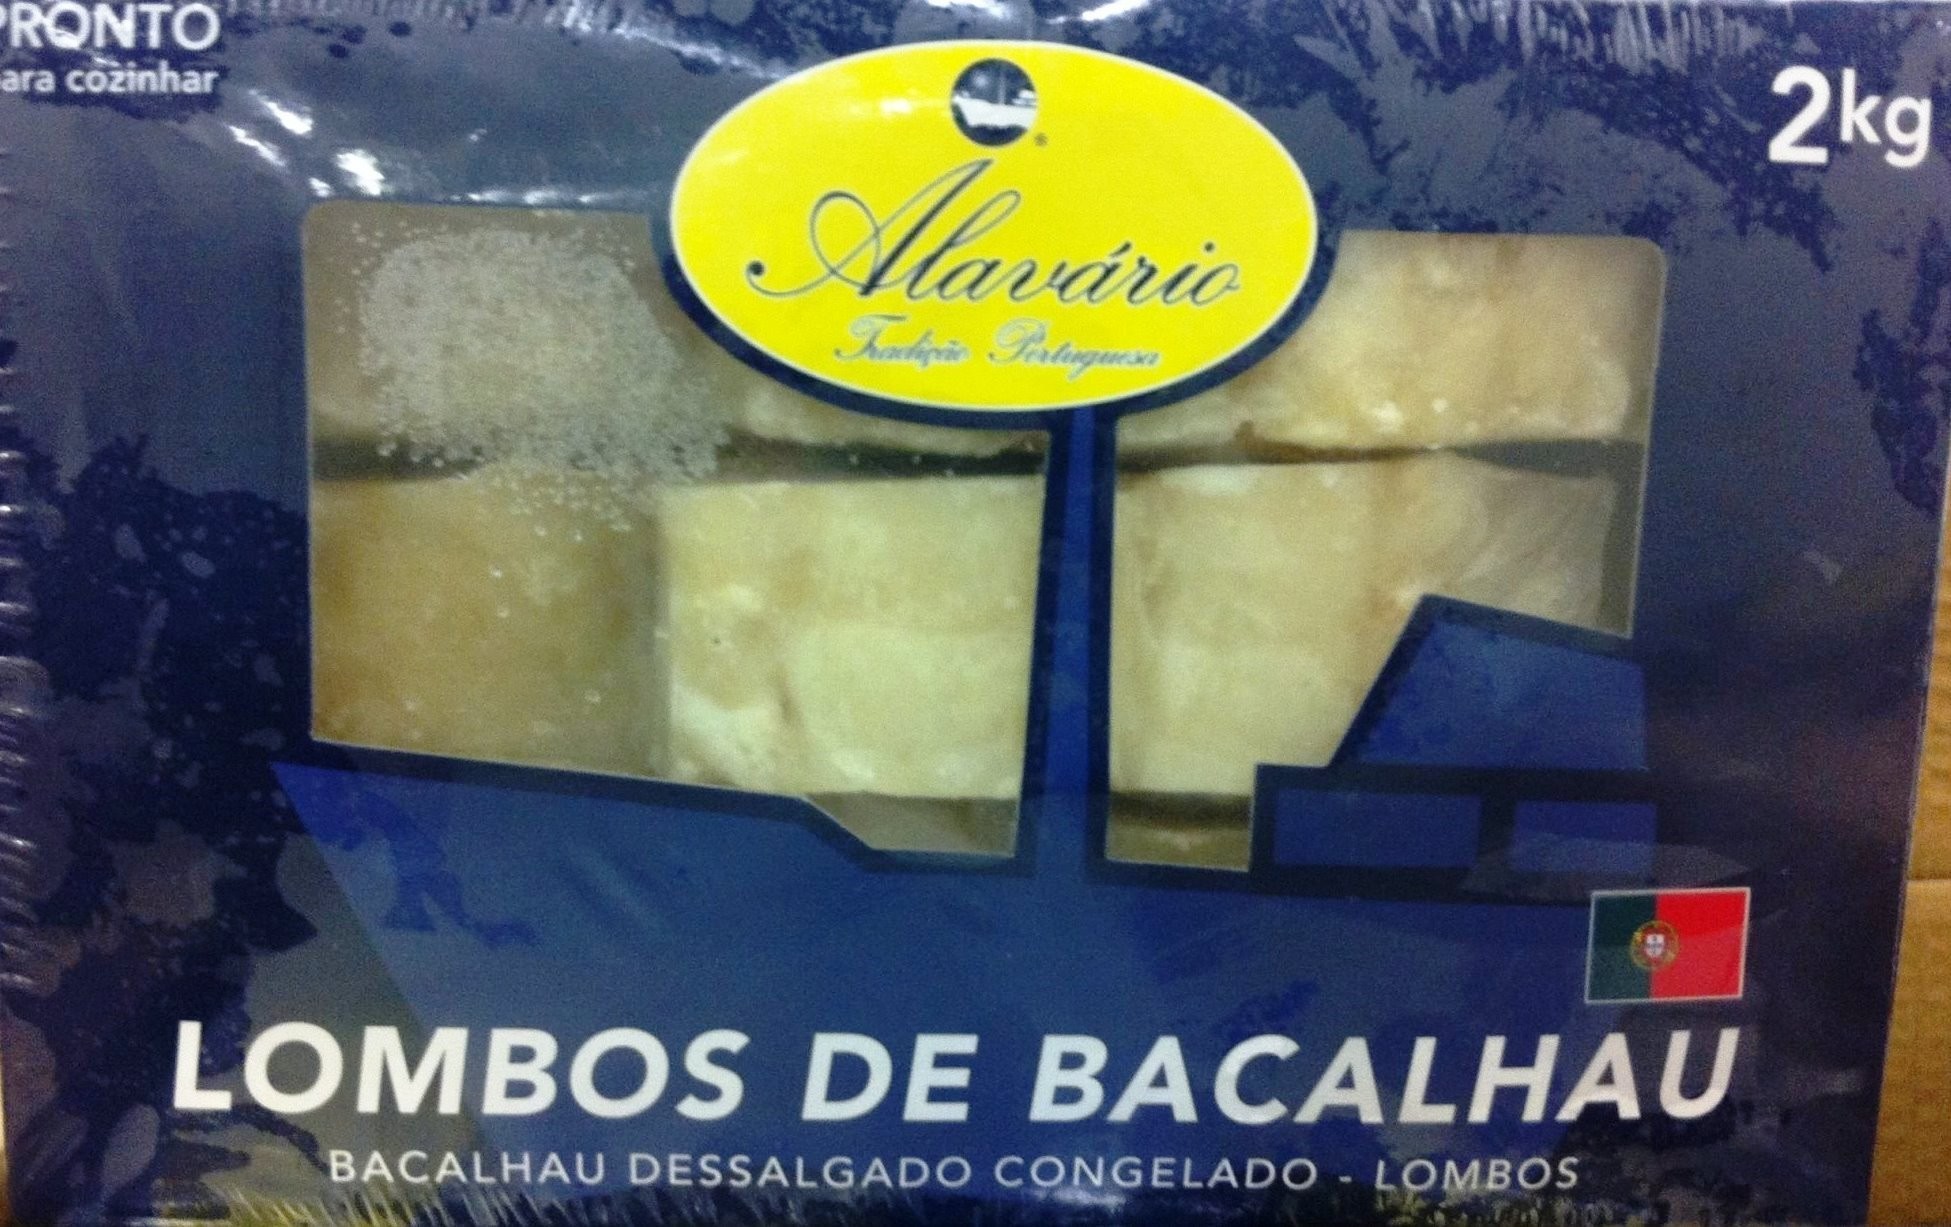 PRONTO
ara cozinhar
2kg
®
Alavário
Tradição Portuguesa
LOMBOS DE BACALHAU
BACALHAU DESSALGADO CONGELADO - LOMBOS